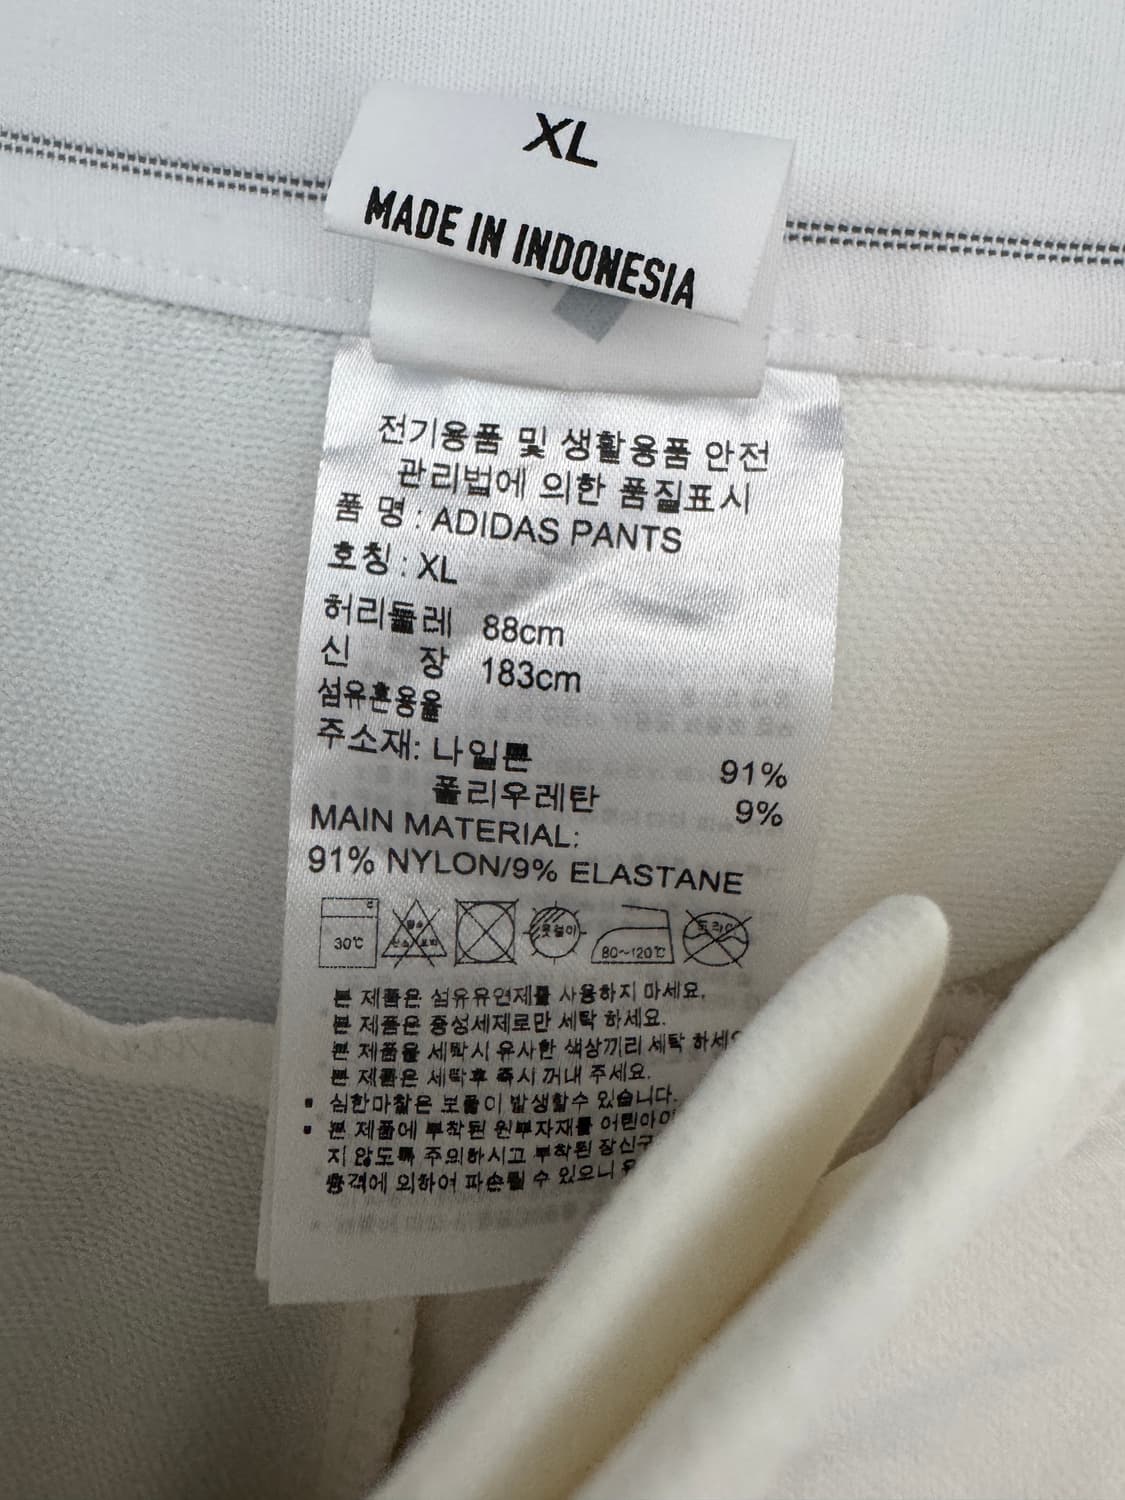 XL
MADE IN INDONESIA
전기용품 및 생활용품 안전
관리법에 의한 품질표시
품 명 : ADIDAS PANTS
호칭 : XL
허리둘레 88cm
신 장 183cm
섬유혼용율
주소재: 나일론 91%
폴리우레탄 9%
MAIN MATERIAL:
91% NYLON/9% ELASTANE
30℃
옷걸이
80~120℃
드라이
본 제품은 섬유유연제를 사용하지 마세요.
본 제품은 중성세제로만 세탁 하세요.
본 제품을 세탁시 유사한 색상끼리 세탁 하세요
본 제품은 세탁후 즉시 꺼내 주세요.
심한마찰은 보풀이 발생할수 있습니다.
본 제품에 부착된 원부자재를 어린아이
지 않도록 주의하시고 부착된 장신구
충격에 의하여 파손될 수 있으니